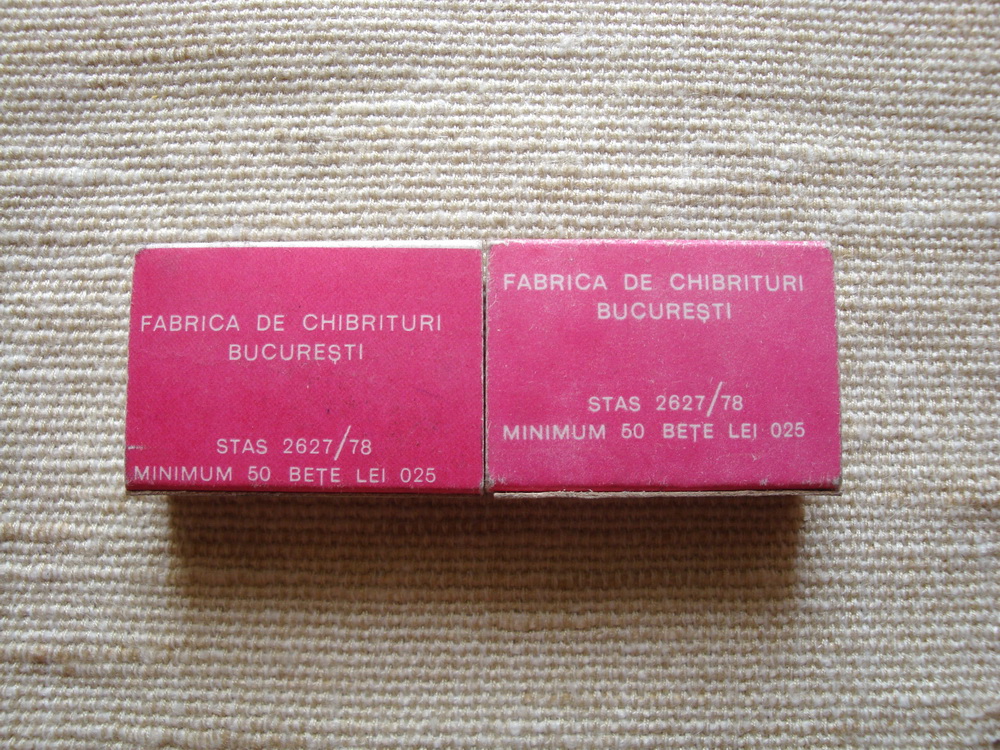 FABRICA DE CHIBRITURI
BUCUREȘTI
STAS 2627/78
MINIMUM 50 BEȚE LEI 025
FABRICA DE CHIBRITURI
BUCUREȘTI
STAS 2627/78
MINIMUM 50 BEȚE LEI 025